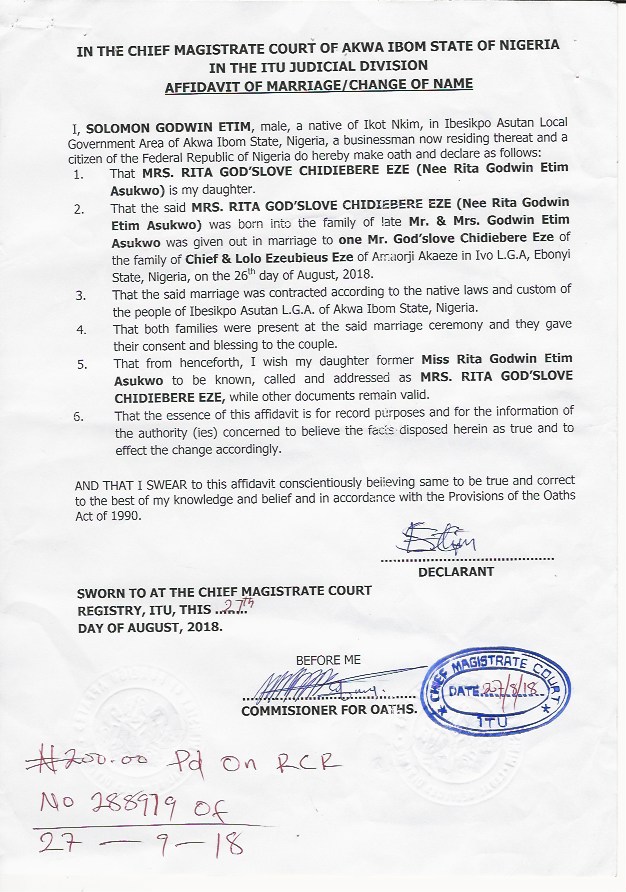 IN THE CHIEF MAGISTRATE COURT OF AKWA IBOM STATE OF NIGERIA
IN THE ITU JUDICIAL DIVISION
AFFIDAVIT OF MARRIAGE/CHANGE OF NAME
I, SOLOMON GODWIN ETIM, male, a native of Ikot Nkim, in Ibesikpo Asutan Local
Government Area of Akwa Ibom State, Nigeria, a businessman now residing thereat and a
citizen of the Federal Republic of Nigeria do hereby make oath and declare as follows:
1. That MRS. RITA GOD'SLOVE CHIDIEBERE EZE (Nee Rita Godwin Etim
Asukwo) is my daughter.
2. That the said MRS. RITA GOD'SLOVE CHIDIEBERE EZE (Nee Rita Godwin
Etim Asukwo) was born into the family of late Mr. & Mrs. Godwin Etim
Asukwo was given out in marriage to one Mr. God'slove Chidiebere Eze of
the family of Chief & Lolo Ezeubieus Eze of Amaorji Akaeze in Ivo L.G.A, Ebonyi
State, Nigeria, on the 26th day of August, 2018.
3. That the said marriage was contracted according to the native laws and custom of
the people of Ibesikpo Asutan L.G.A. of Akwa Ibom State, Nigeria.
4. That both families were present at the said marriage ceremony and they gave
their consent and blessing to the couple.
5. That from henceforth, I wish my daughter former Miss Rita Godwin Etim
Asukwo to be known, called and addressed as MRS. RITA GOD'SLOVE
CHIDIEBERE EZE, while other documents remain valid.
6. That the essence of this affidavit is for record purposes and for the information of
the authority (ies) concerned to believe the facts disposed herein as true and to
effect the change accordingly.
AND THAT I SWEAR to this affidavit conscientiously believing same to be true and correct
to the best of my knowledge and belief and in accordance with the Provisions of the Oaths
Act of 1990.
DECLARANT
SWORN TO AT THE CHIEF MAGISTRATE COURT
REGISTRY, ITU, THIS 27th
DAY OF AUGUST, 2018.
BEFORE ME
COMMISIONER FOR OATHS.
CHIEF MAGISTRATE COURT
DATE 27/8/18
ITU
₦200.00 Pd On RCR
No 288979 Of
27 — 9 — 18